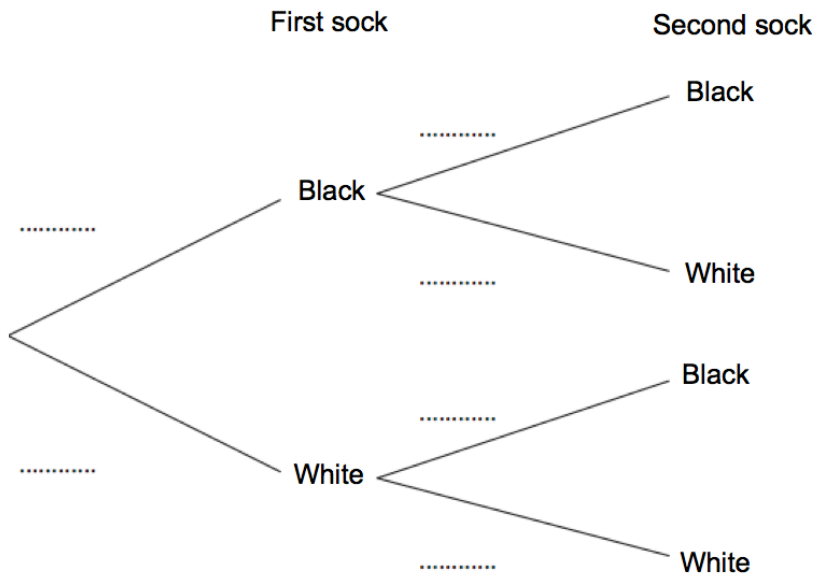 First sock
Second sock
Black
............
Black
............
White
............
Black
............
............
White
............
White